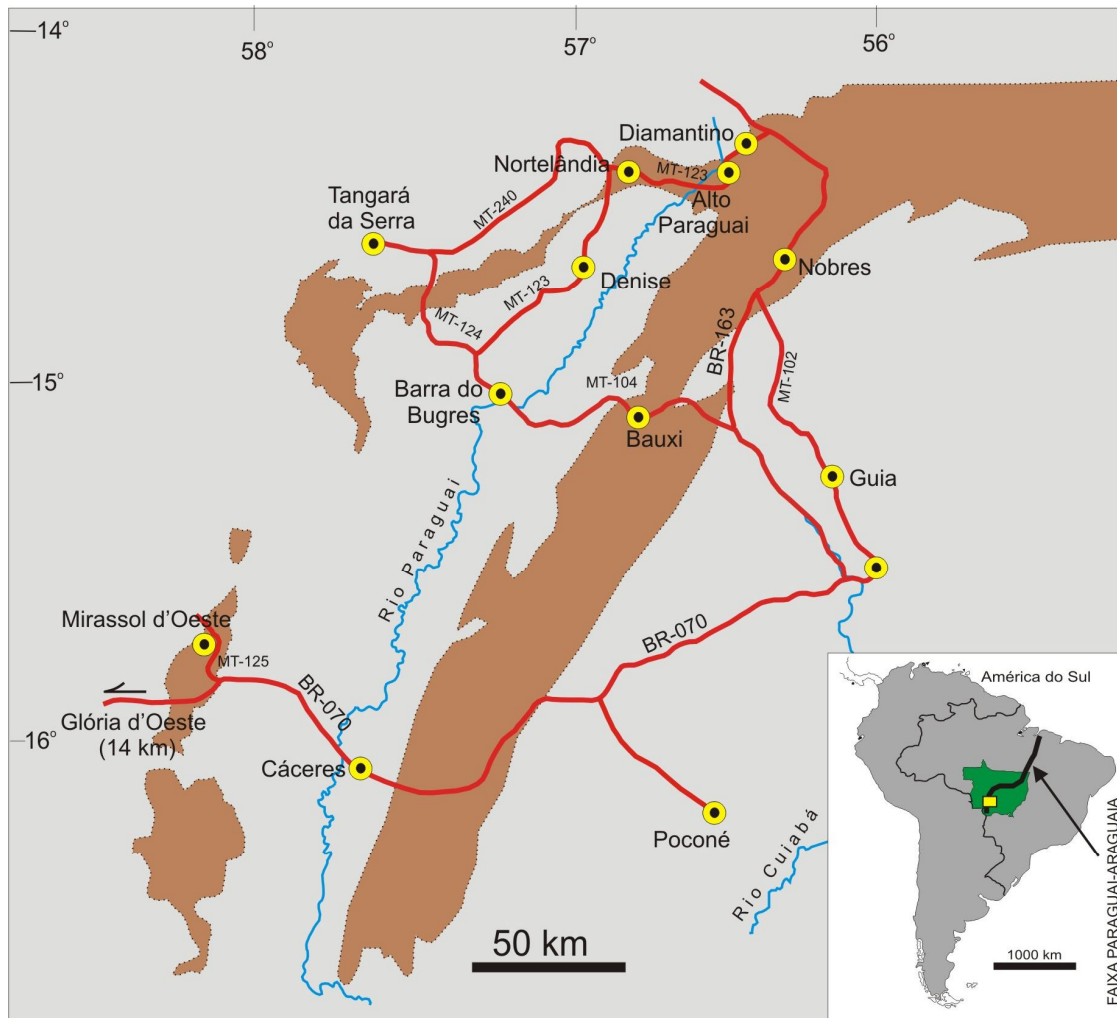 58°
57°
56°
14°
Diamantino
Nortelândia
MT-123
Alto
Paraguai
Tangará
da Serra
MT-240
Nobres
Denise
MT-123
MT-124
BR-163
MT-102
15°
Barra do
Bugres
MT-104
Bauxi
Guia
Rio Paraguai
Mirassol d'Oeste
MT-125
BR-070
BR-070
Glória d'Oeste
(14 km)
16°
Cáceres
Poconé
Rio Cuiabá
50 km
América do Sul
1000 km
FAIXA PARAGUAI-ARAGUAIA